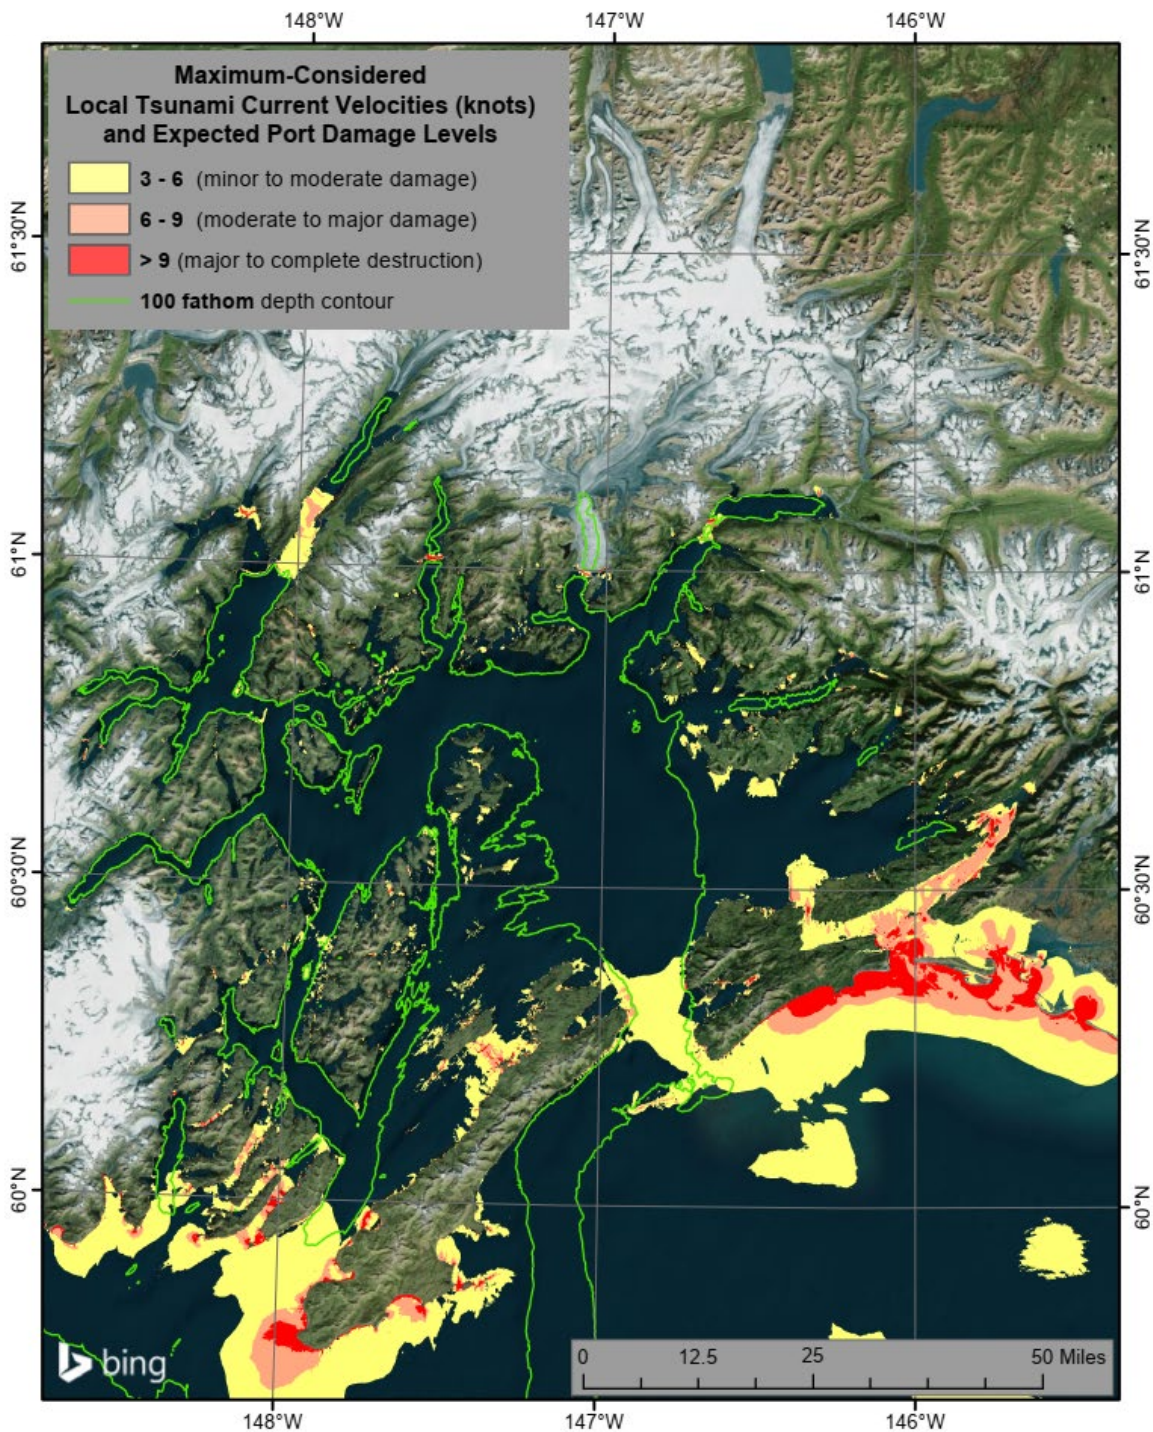 148°W 147°W 146°W
Maximum-Considered
Local Tsunami Current Velocities (knots)
and Expected Port Damage Levels
3 - 6 (minor to moderate damage)
6 - 9 (moderate to major damage)
> 9 (major to complete destruction)
100 fathom depth contour
61°30'N
61°30'N
61°N
61°N
60°30'N
60°30'N
60°N
60°N
bing
0 12.5 25 50 Miles
148°W 147°W 146°W